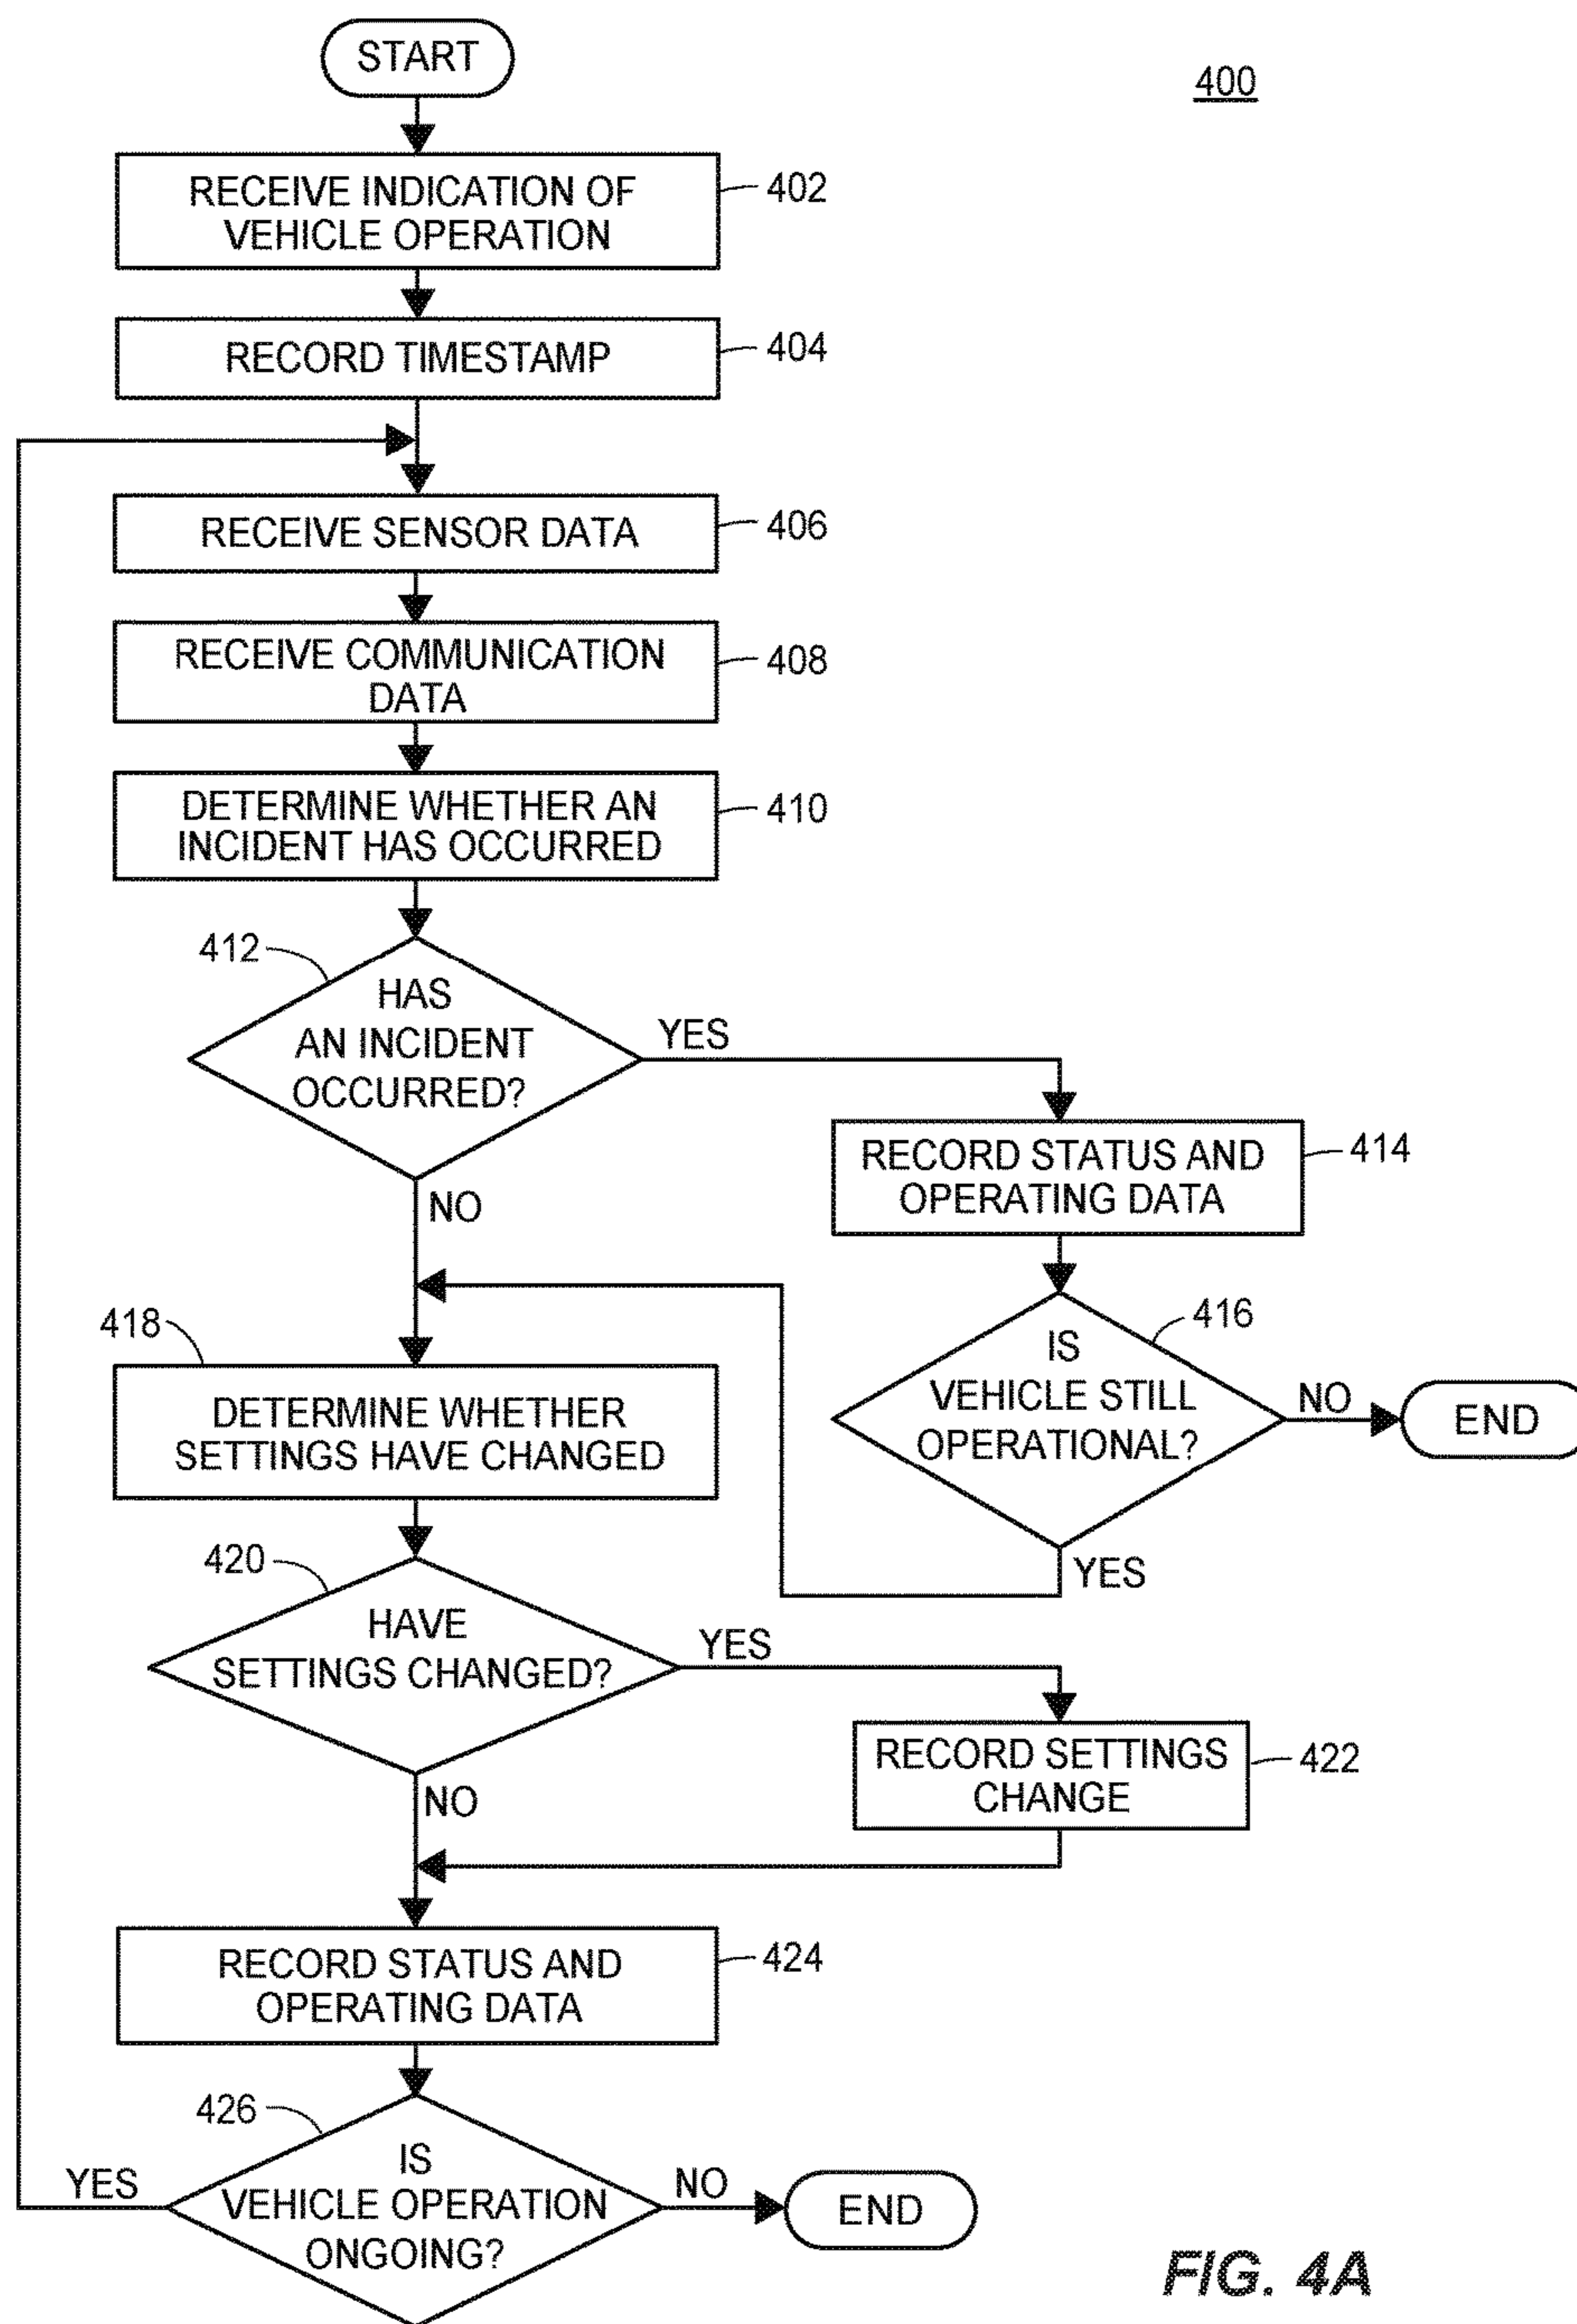 START
400
RECEIVE INDICATION OF
VEHICLE OPERATION
402
RECORD TIMESTAMP
404
RECEIVE SENSOR DATA
406
RECEIVE COMMUNICATION
DATA
408
DETERMINE WHETHER AN
INCIDENT HAS OCCURRED
410
412
HAS
AN INCIDENT
OCCURRED?
YES
NO
RECORD STATUS AND
OPERATING DATA
414
416
IS
VEHICLE STILL
OPERATIONAL?
NO
END
YES
418
DETERMINE WHETHER
SETTINGS HAVE CHANGED
420
HAVE
SETTINGS CHANGED?
YES
NO
RECORD SETTINGS
CHANGE
422
RECORD STATUS AND
OPERATING DATA
424
426
IS
VEHICLE OPERATION
ONGOING?
YES
NO
END
FIG. 4A